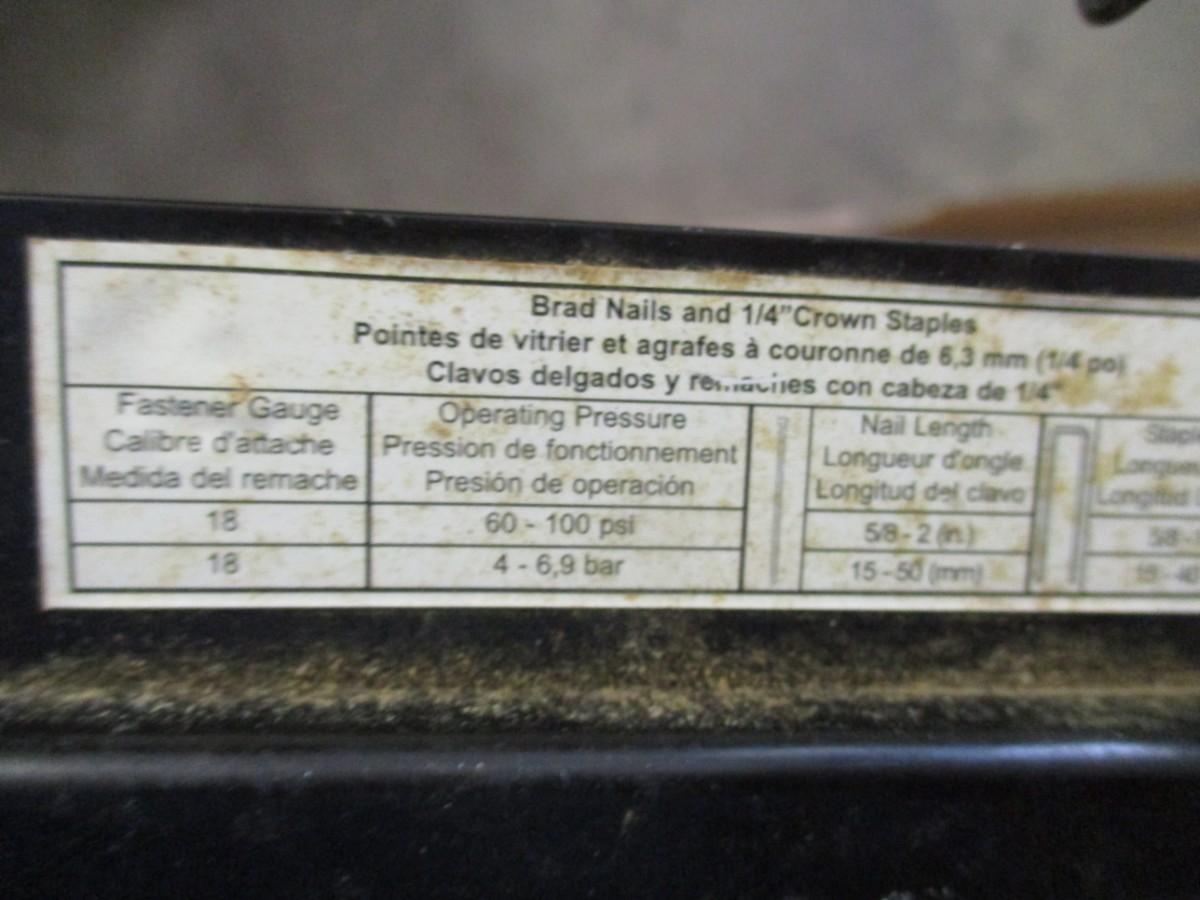 Brad Nails and 1/4"Crown Staples
Pointes de vitrier et agrafes à couronne de 6,3 mm (1/4 po)
Clavos delgados y remaches con cabeza de 1/4"
Fastener Gauge
Calibre d'attache
Medida del remache
Operating Pressure
Pression de fonctionnement
Presión de operación
Nail Length
Longueur d'ongle
Longitud del clavo
18
60 - 100 psi
5/8 - 2 (in.)
18
4 - 6,9 bar
15 - 50 (mm)